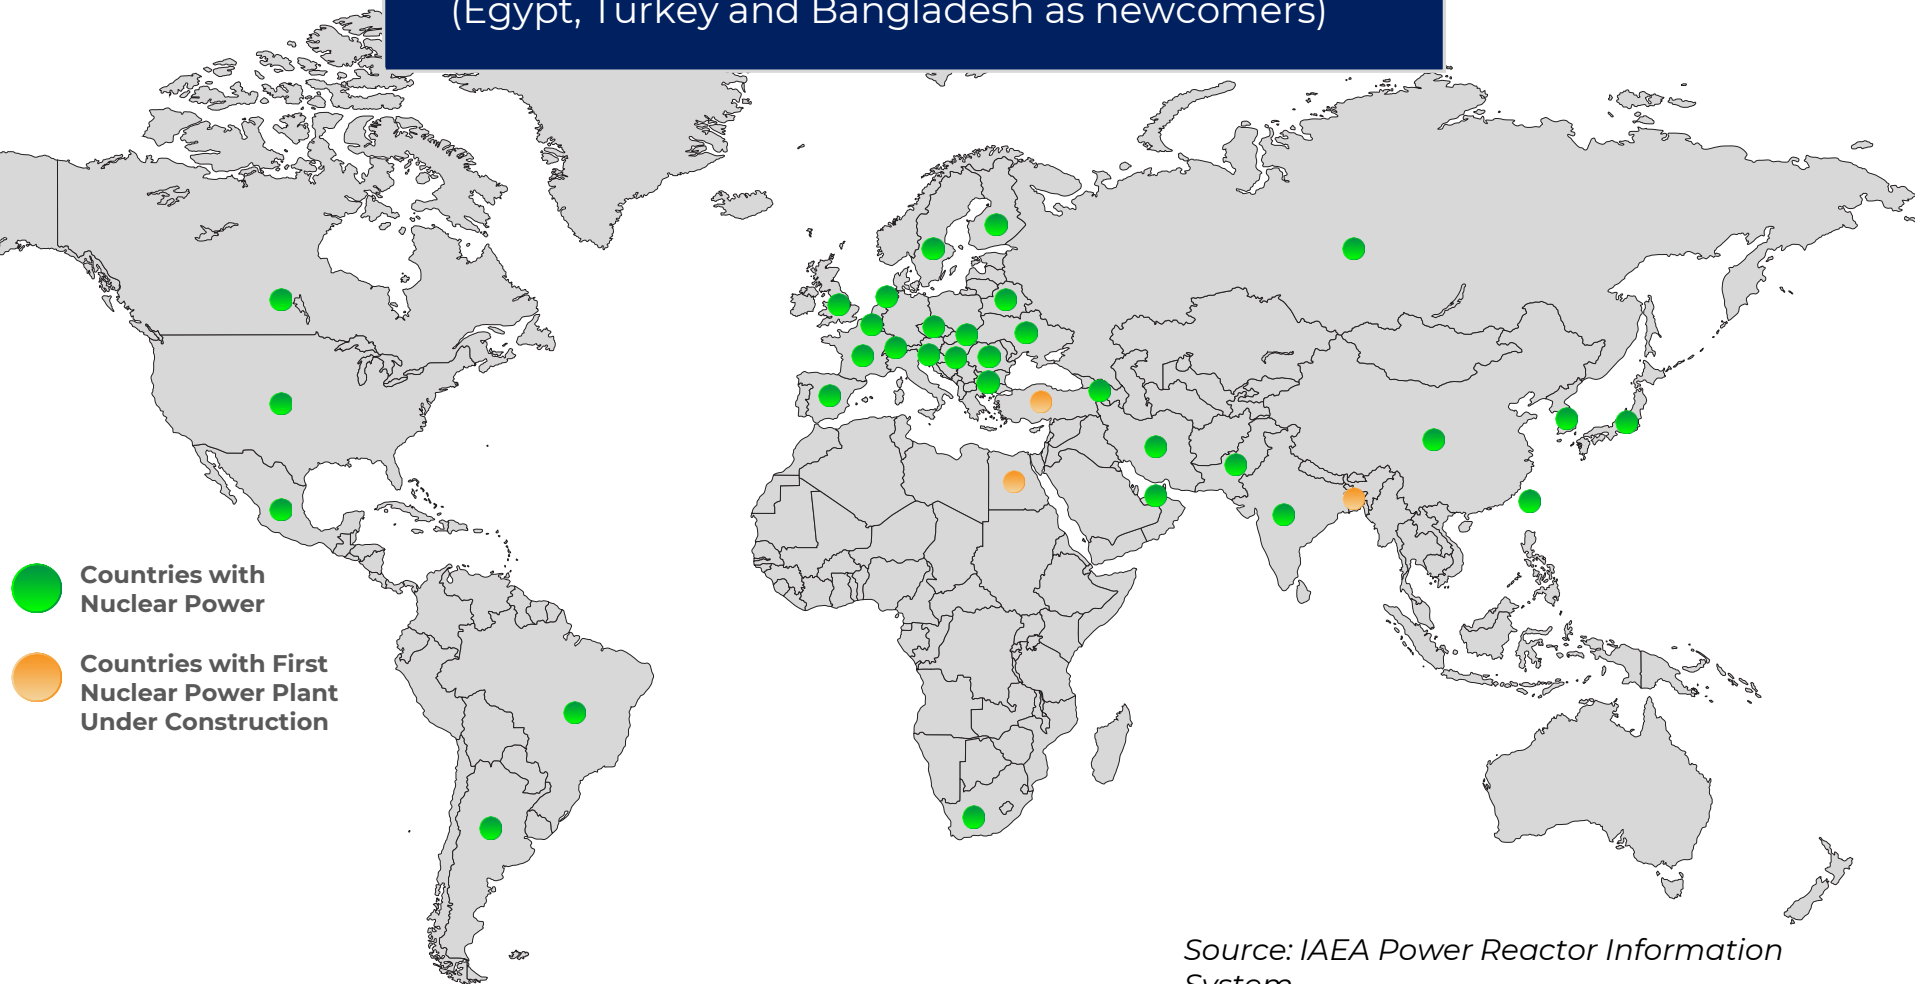 (Egypt, Turkey and Bangladesh as newcomers)
Countries with
Nuclear Power
Countries with First
Nuclear Power Plant
Under Construction
Source: IAEA Power Reactor Information
System